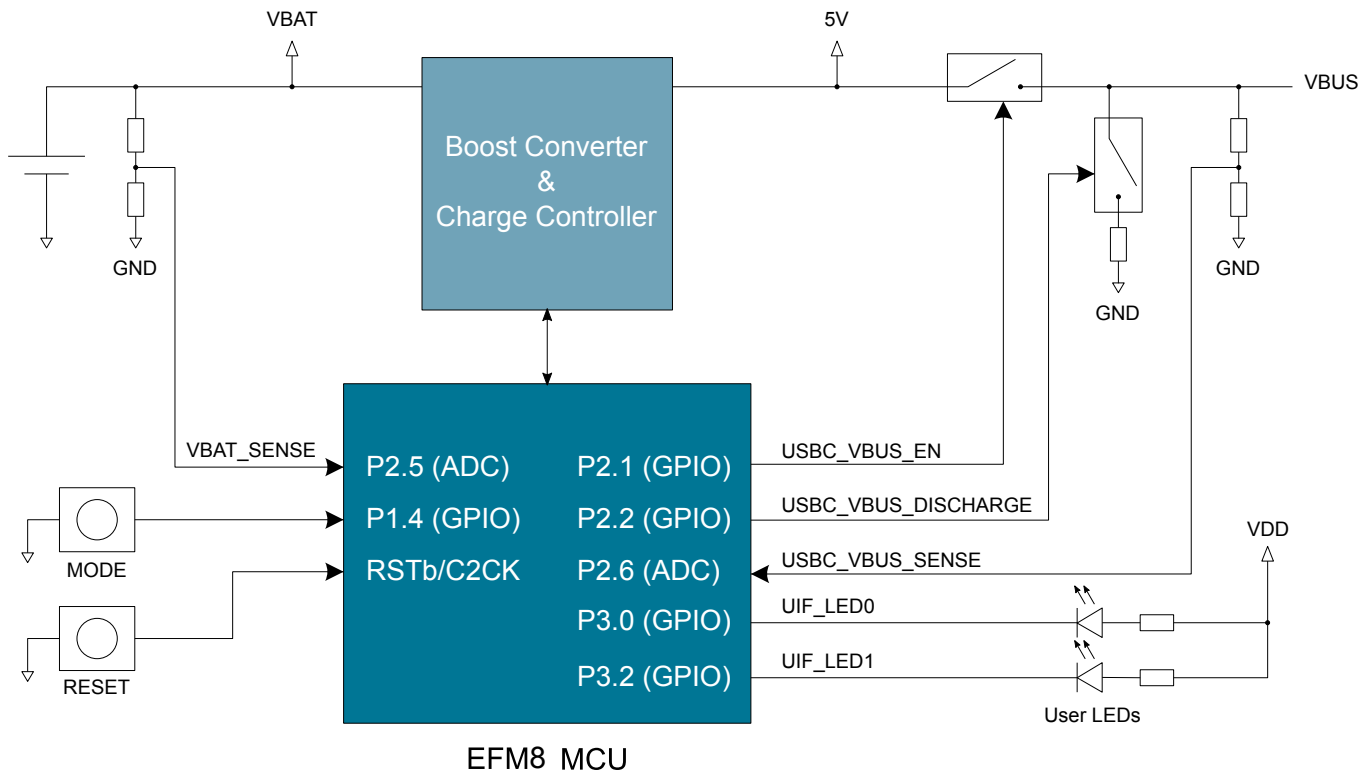 VBAT
5V
VBUS
Boost Converter
&
Charge Controller
GND
GND
GND
VBAT_SENSE
P2.5 (ADC)
P2.1 (GPIO)
USBC_VBUS_EN
MODE
P1.4 (GPIO)
P2.2 (GPIO)
USBC_VBUS_DISCHARGE
VDD
RESET
RSTb/C2CK
P2.6 (ADC)
USBC_VBUS_SENSE
P3.0 (GPIO)
UIF_LED0
P3.2 (GPIO)
UIF_LED1
User LEDs
EFM8 MCU